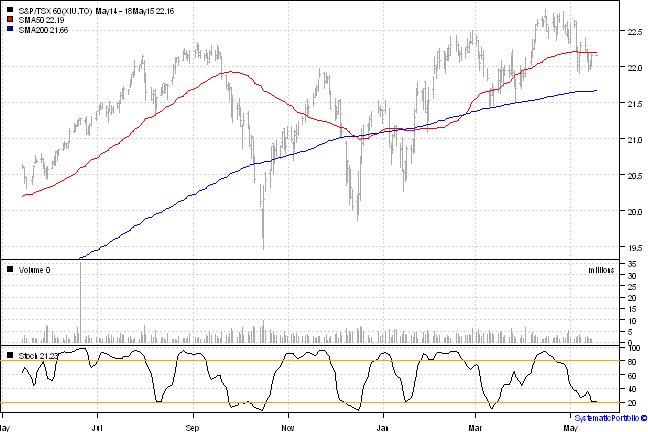 S&P/TSX 60(XIU.TO) May14 - 18May15 22.16
SMA50 22.19
SMA200 21.66
22.5
22.0
21.5
21.0
20.5
20.0
19.5
Volume 0
millions
35
30
25
20
15
10
5
0
Stoch 21.23
80
60
40
20
May
Jul
Sep
Nov
Jan
Mar
May
SystematicPortfolio ©